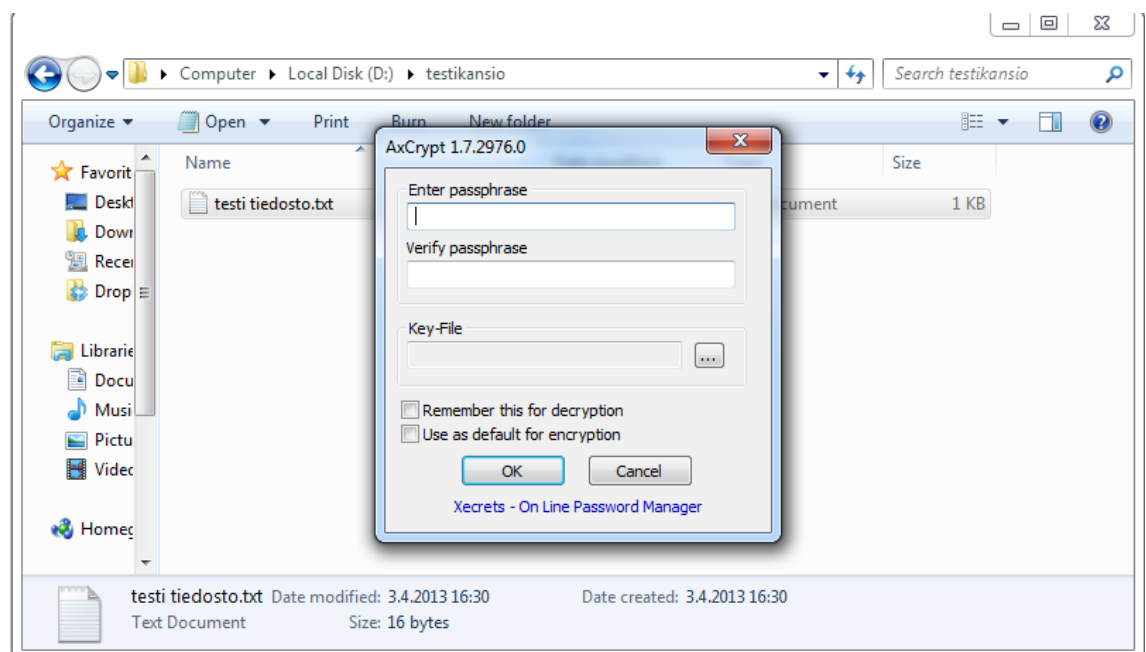 Computer ▸ Local Disk (D:) ▸ testikansio
Search testikansio
Organize Open Print Burn New folder
Name
Size
testi tiedosto.txt
cument
1 KB
Favorit
Deskt
Dow
Recei
Drop
Librarie
Docu
Musi
Pictu
Videc
Homeg
AxCrypt 1.7.2976.0
Enter passphrase
Verify passphrase
Key-File
...
Remember this for decryption
Use as default for encryption
OK Cancel
Xecrets - On Line Password Manager
testi tiedosto.txt Date modified: 3.4.2013 16:30 Date created: 3.4.2013 16:30
Text Document Size: 16 bytes